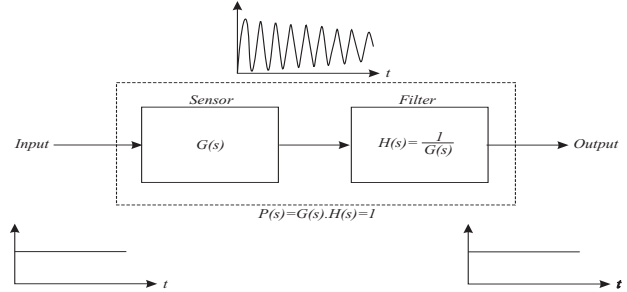 t
Sensor
Filter
Input
G(s)
H(s)= 1
G(s)
Output
P(s)=G(s).H(s)=1
t
t